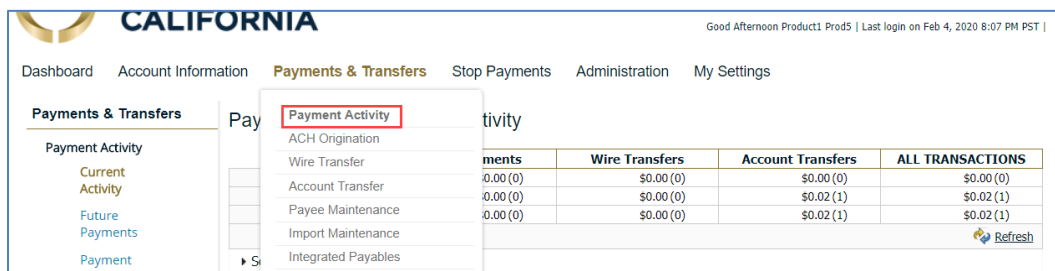 CALIFORNIA
Good Afternoon Product1 Prod5 | Last login on Feb 4, 2020 8:07 PM PST |
Dashboard Account Information Payments & Transfers Stop Payments Administration My Settings
Payments & Transfers
Payment Activity
Current
Activity
Future
Payments
Payment
Payment Activity
ACH Origination
Wire Transfer
Account Transfer
Payee Maintenance
Import Maintenance
Integrated Payables
Pay tivity
ments Wire Transfers Account Transfers ALL TRANSACTIONS
0.00 (0) $0.00 (0) $0.00 (0) $0.00 (0)
0.00 (0) $0.00 (0) $0.02 (1) $0.02 (1)
0.00 (0) $0.00 (0) $0.02 (1) $0.02 (1)
Refresh